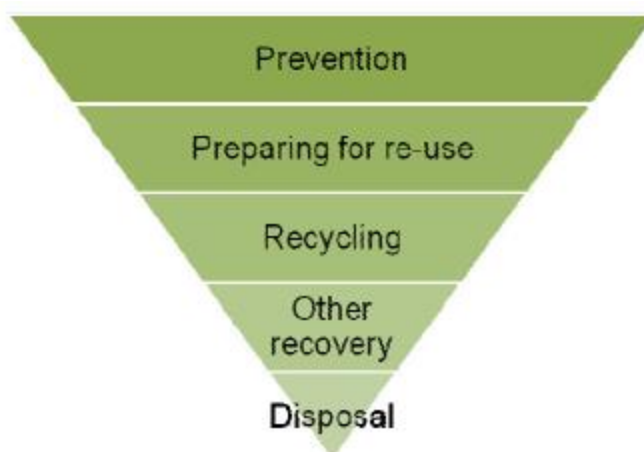 Prevention
Preparing for re-use
Recycling
Other
recovery
Disposal